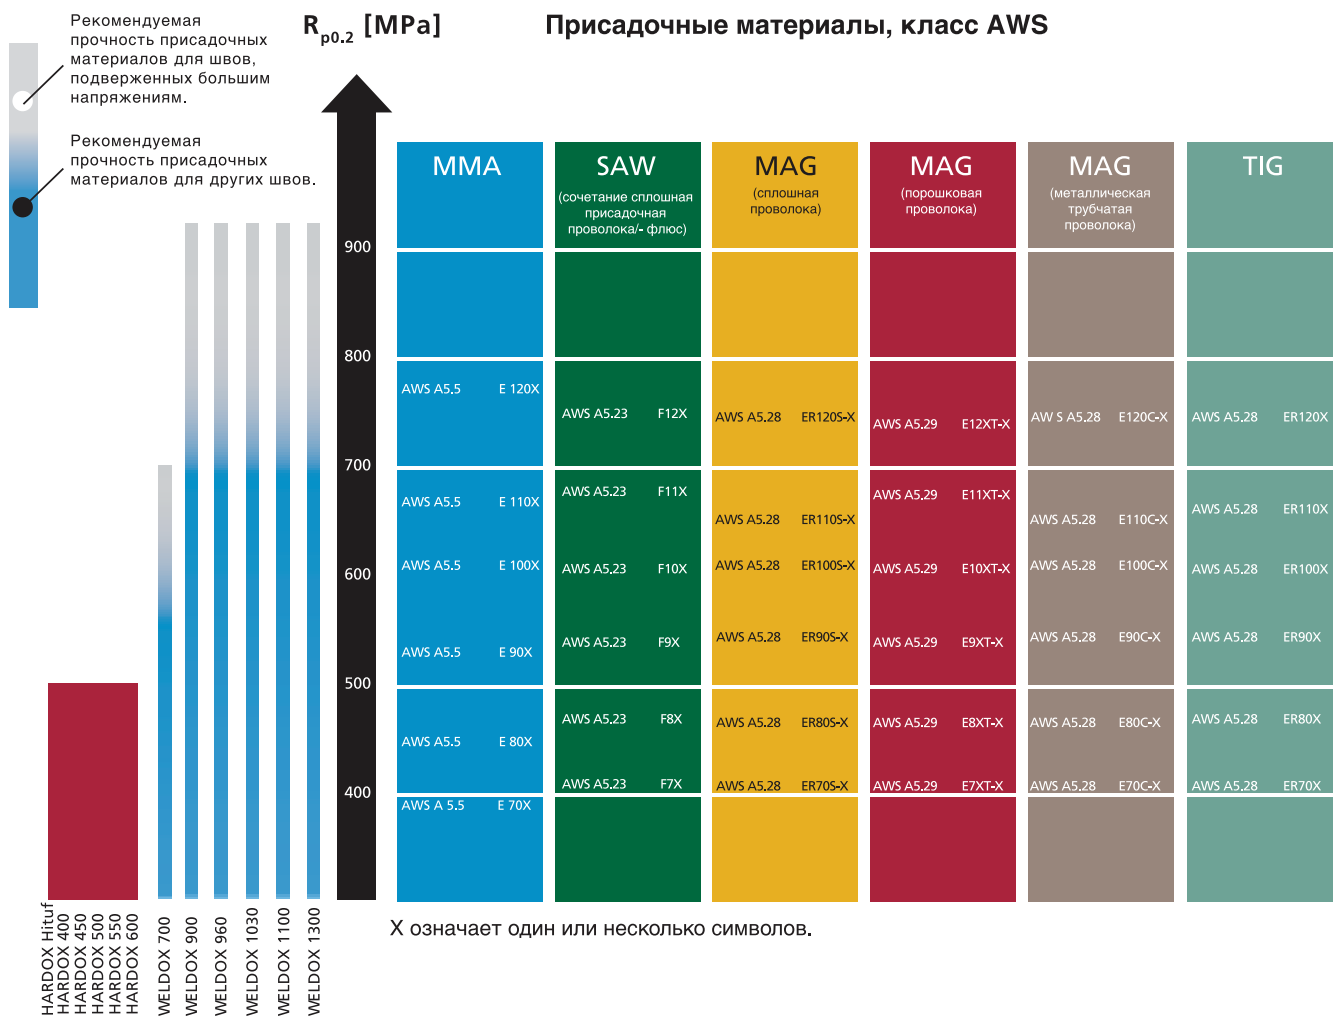 Рекомендуемая
прочность присадочных
материалов для швов,
подверженных большим
напряжениям.
Рекомендуемая
прочность присадочных
материалов для других швов.
Rp0.2 [MPa]
Присадочные материалы, класс AWS
MMA
SAW
(сочетание сплошная
присадочная
проволока/- флюс)
MAG
(сплошная
проволока)
MAG
(порошковая
проволока)
MAG
(металлическая
трубчатая
проволока)
TIG
900
800
AWS A5.5 E 120X
AWS A5.23 F12X
AWS A5.28 ER120S-X
AWS A5.29 E12XT-X
AW S A5.28 E120C-X
AWS A5.28 ER120X
700
AWS A5.5 E 110X
AWS A5.23 F11X
AWS A5.28 ER110S-X
AWS A5.29 E11XT-X
AWS A5.28 E110C-X
AWS A5.28 ER110X
600
AWS A5.5 E 100X
AWS A5.23 F10X
AWS A5.28 ER100S-X
AWS A5.29 E10XT-X
AWS A5.28 E100C-X
AWS A5.28 ER100X
AWS A5.5 E 90X
AWS A5.23 F9X
AWS A5.28 ER90S-X
AWS A5.29 E9XT-X
AWS A5.28 E90C-X
AWS A5.28 ER90X
500
AWS A5.5 E 80X
AWS A5.23 F8X
AWS A5.28 ER80S-X
AWS A5.29 E8XT-X
AWS A5.28 E80C-X
AWS A5.28 ER80X
400
AWS A 5.5 E 70X
AWS A5.23 F7X
AWS A5.28 ER70S-X
AWS A5.29 E7XT-X
AWS A5.28 E70C-X
AWS A5.28 ER70X
HARDOX Hituf
HARDOX 400
HARDOX 450
HARDOX 500
HARDOX 550
HARDOX 600
WELDOX 700
WELDOX 900
WELDOX 960
WELDOX 1030
WELDOX 1100
WELDOX 1300
X означает один или несколько символов.